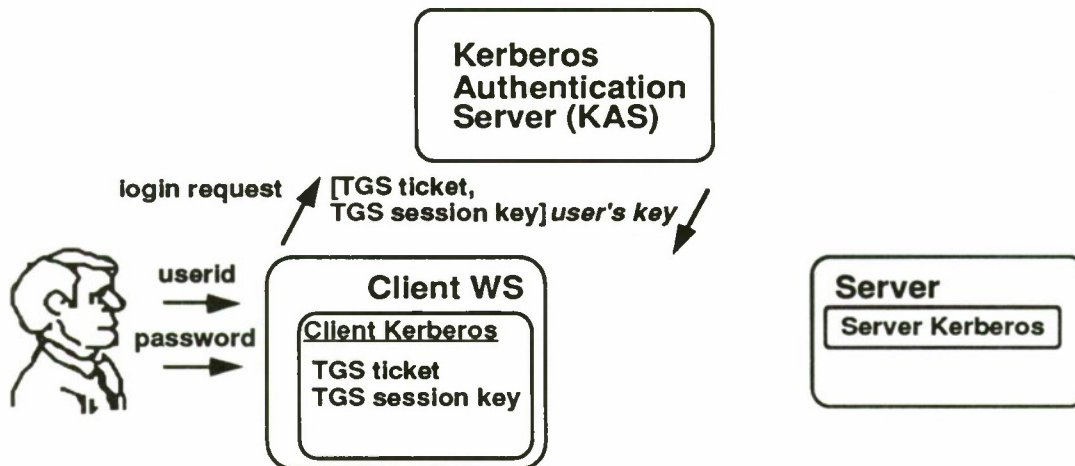 Kerberos
Authentication
Server (KAS)
login request
[TGS ticket,
TGS session key] user's key
userid
password
Client WS
Client Kerberos
TGS ticket
TGS session key
Server
Server Kerberos